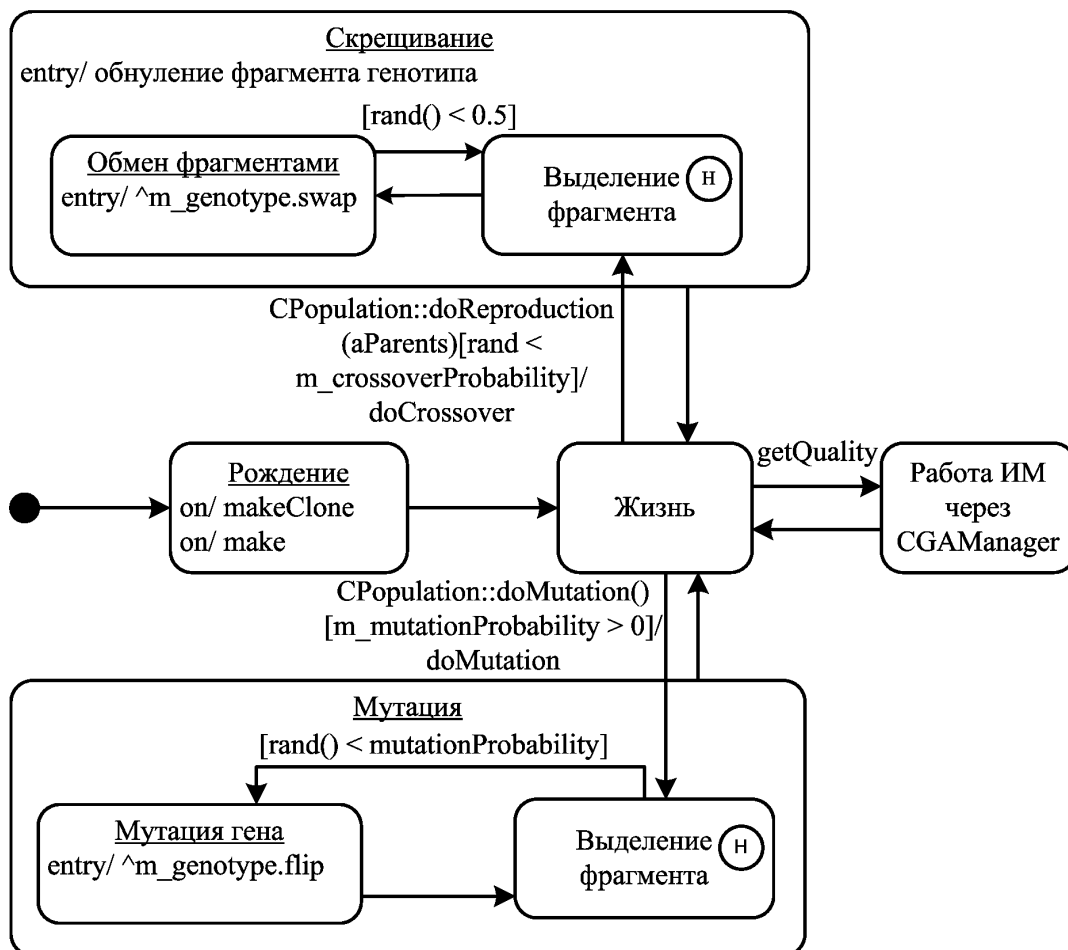 Скрещивание
entry/ обнуление фрагмента генотипа
[rand() < 0.5]
Обмен фрагментами
entry/ ^m_genotype.swap
Выделение
фрагмента
H
CPopulation::doReproduction
(aParents)[rand <
m_crossoverProbability]/
doCrossover
Рождение
on/ makeClone
on/ make
Жизнь
getQuality
Работа ИМ
через
CGAManager
CPopulation::doMutation()
[m_mutationProbability > 0]/
doMutation
Мутация
[rand() < mutationProbability]
Мутация гена
entry/ ^m_genotype.flip
Выделение
фрагмента
H